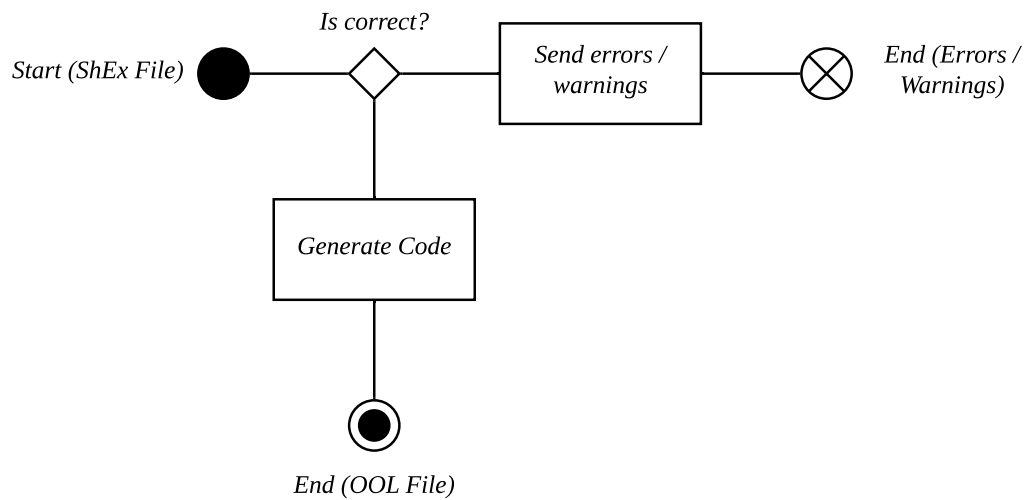 Is correct?
Start (ShEx File)
Send errors /
warnings
End (Errors /
Warnings)
Generate Code
End (OOL File)